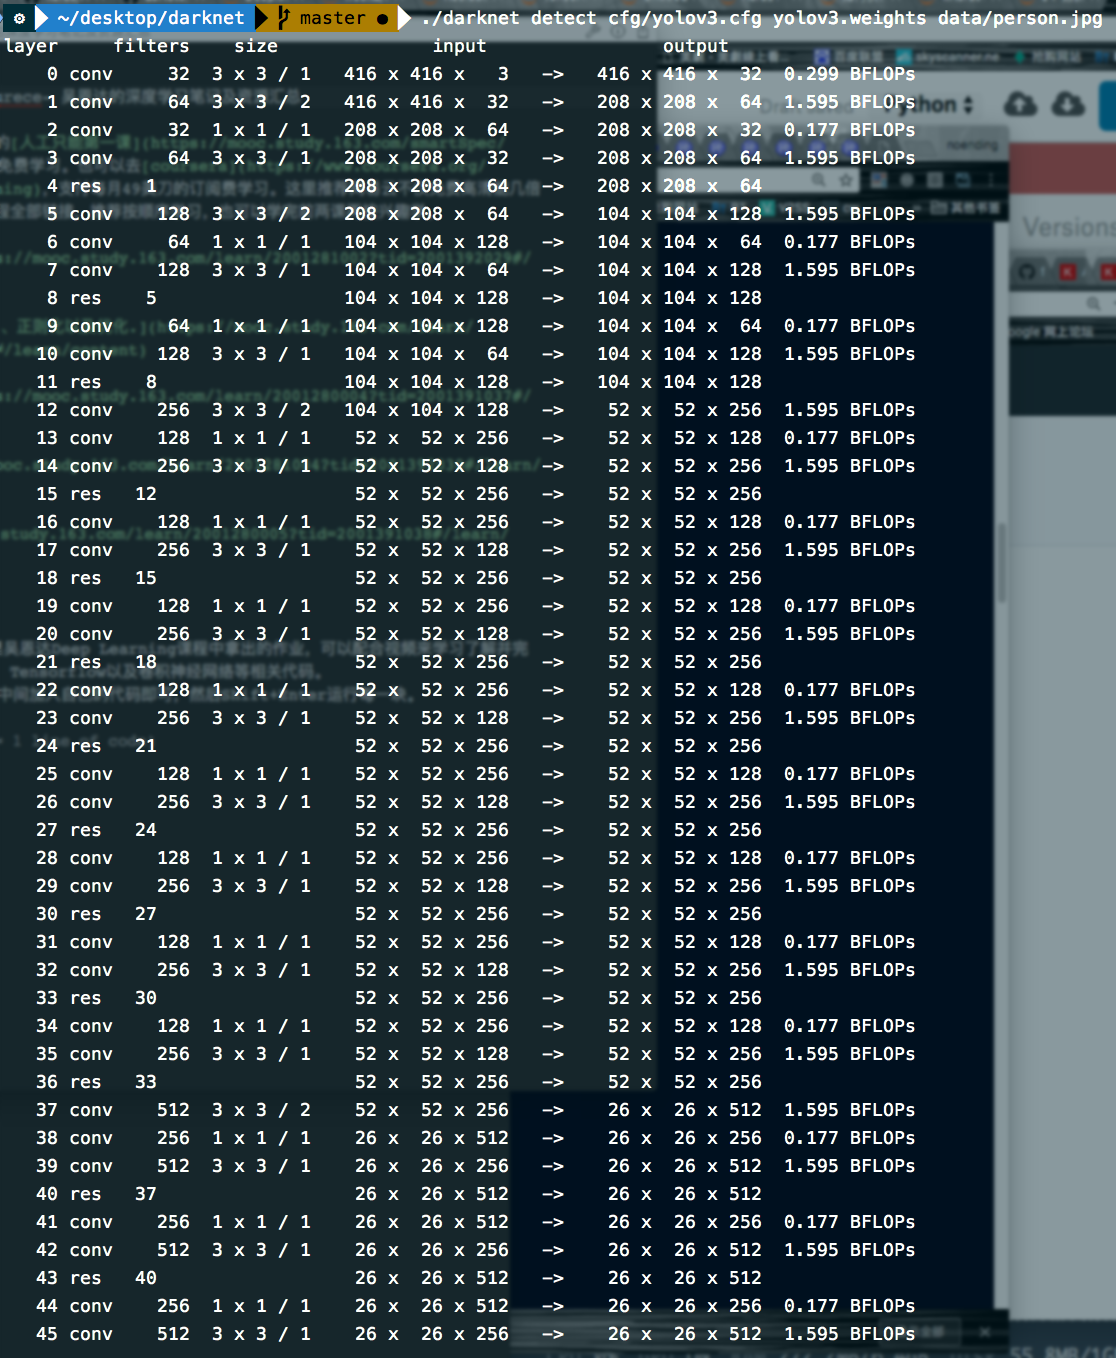 ~/desktop/darknet master ● ./darknet detect cfg/yolov3.cfg yolov3.weights data/person.jpg
layer filters size input output
0 conv 32 3 x 3 / 1 416 x 416 x 3 -> 416 x 416 x 32 0.299 BFLOPs
1 conv 64 3 x 3 / 2 416 x 416 x 32 -> 208 x 208 x 64 1.595 BFLOPs
2 conv 32 1 x 1 / 1 208 x 208 x 64 -> 208 x 208 x 32 0.177 BFLOPs
3 conv 64 3 x 3 / 1 208 x 208 x 32 -> 208 x 208 x 64 1.595 BFLOPs
4 res 1 208 x 208 x 64 -> 208 x 208 x 64
5 conv 128 3 x 3 / 2 208 x 208 x 64 -> 104 x 104 x 128 1.595 BFLOPs
6 conv 64 1 x 1 / 1 104 x 104 x 128 -> 104 x 104 x 64 0.177 BFLOPs
7 conv 128 3 x 3 / 1 104 x 104 x 64 -> 104 x 104 x 128 1.595 BFLOPs
8 res 5 104 x 104 x 128 -> 104 x 104 x 128
9 conv 64 1 x 1 / 1 104 x 104 x 128 -> 104 x 104 x 64 0.177 BFLOPs
10 conv 128 3 x 3 / 1 104 x 104 x 64 -> 104 x 104 x 128 1.595 BFLOPs
11 res 8 104 x 104 x 128 -> 104 x 104 x 128
12 conv 256 3 x 3 / 2 104 x 104 x 128 -> 52 x 52 x 256 1.595 BFLOPs
13 conv 128 1 x 1 / 1 52 x 52 x 256 -> 52 x 52 x 128 0.177 BFLOPs
14 conv 256 3 x 3 / 1 52 x 52 x 128 -> 52 x 52 x 256 1.595 BFLOPs
15 res 12 52 x 52 x 256 -> 52 x 52 x 256
16 conv 128 1 x 1 / 1 52 x 52 x 256 -> 52 x 52 x 128 0.177 BFLOPs
17 conv 256 3 x 3 / 1 52 x 52 x 128 -> 52 x 52 x 256 1.595 BFLOPs
18 res 15 52 x 52 x 256 -> 52 x 52 x 256
19 conv 128 1 x 1 / 1 52 x 52 x 256 -> 52 x 52 x 128 0.177 BFLOPs
20 conv 256 3 x 3 / 1 52 x 52 x 128 -> 52 x 52 x 256 1.595 BFLOPs
21 res 18 52 x 52 x 256 -> 52 x 52 x 256
22 conv 128 1 x 1 / 1 52 x 52 x 256 -> 52 x 52 x 128 0.177 BFLOPs
23 conv 256 3 x 3 / 1 52 x 52 x 128 -> 52 x 52 x 256 1.595 BFLOPs
24 res 21 52 x 52 x 256 -> 52 x 52 x 256
25 conv 128 1 x 1 / 1 52 x 52 x 256 -> 52 x 52 x 128 0.177 BFLOPs
26 conv 256 3 x 3 / 1 52 x 52 x 128 -> 52 x 52 x 256 1.595 BFLOPs
27 res 24 52 x 52 x 256 -> 52 x 52 x 256
28 conv 128 1 x 1 / 1 52 x 52 x 256 -> 52 x 52 x 128 0.177 BFLOPs
29 conv 256 3 x 3 / 1 52 x 52 x 128 -> 52 x 52 x 256 1.595 BFLOPs
30 res 27 52 x 52 x 256 -> 52 x 52 x 256
31 conv 128 1 x 1 / 1 52 x 52 x 256 -> 52 x 52 x 128 0.177 BFLOPs
32 conv 256 3 x 3 / 1 52 x 52 x 128 -> 52 x 52 x 256 1.595 BFLOPs
33 res 30 52 x 52 x 256 -> 52 x 52 x 256
34 conv 128 1 x 1 / 1 52 x 52 x 256 -> 52 x 52 x 128 0.177 BFLOPs
35 conv 256 3 x 3 / 1 52 x 52 x 128 -> 52 x 52 x 256 1.595 BFLOPs
36 res 33 52 x 52 x 256 -> 52 x 52 x 256
37 conv 512 3 x 3 / 2 52 x 52 x 256 -> 26 x 26 x 512 1.595 BFLOPs
38 conv 256 1 x 1 / 1 26 x 26 x 512 -> 26 x 26 x 256 0.177 BFLOPs
39 conv 512 3 x 3 / 1 26 x 26 x 256 -> 26 x 26 x 512 1.595 BFLOPs
40 res 37 26 x 26 x 512 -> 26 x 26 x 512
41 conv 256 1 x 1 / 1 26 x 26 x 512 -> 26 x 26 x 256 0.177 BFLOPs
42 conv 512 3 x 3 / 1 26 x 26 x 256 -> 26 x 26 x 512 1.595 BFLOPs
43 res 40 26 x 26 x 512 -> 26 x 26 x 512
44 conv 256 1 x 1 / 1 26 x 26 x 512 -> 26 x 26 x 256 0.177 BFLOPs
45 conv 512 3 x 3 / 1 26 x 26 x 256 -> 26 x 26 x 512 1.595 BFLOPs
Python
Versions